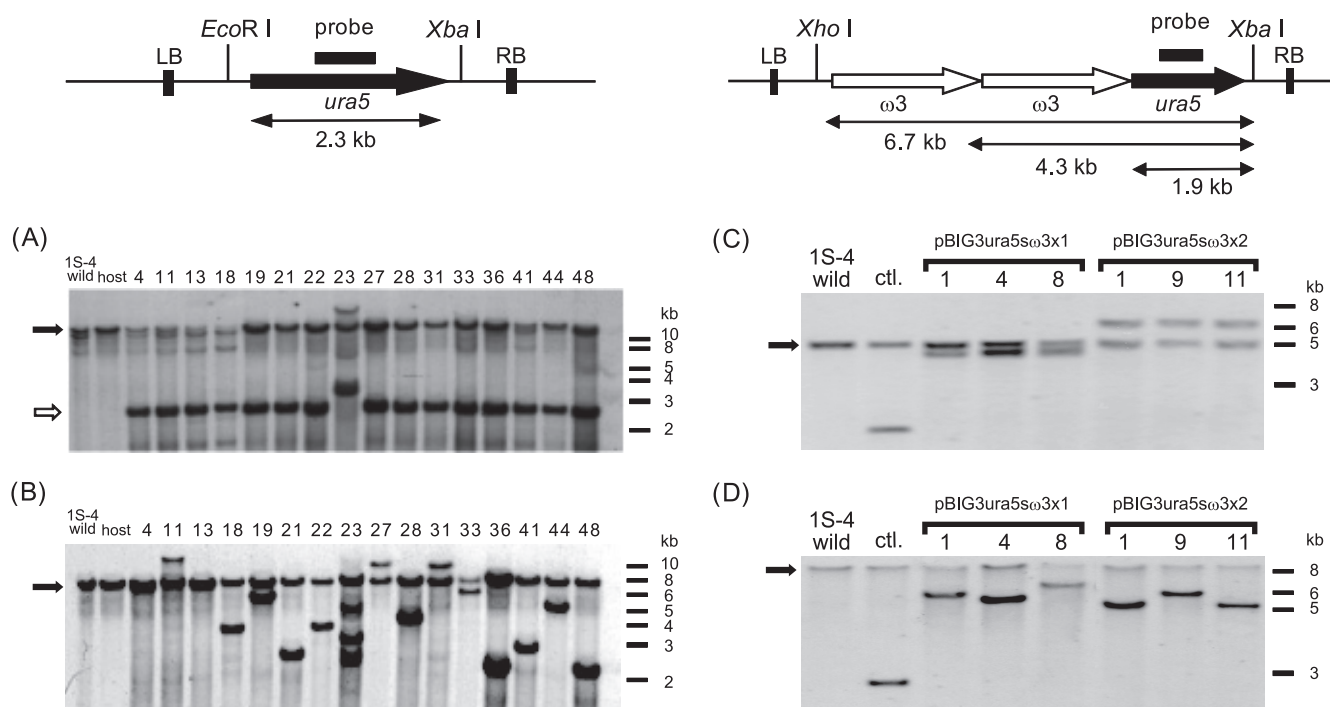 EcoR I
probe
Xba I
LB
RB
ura5
2.3 kb
Xho I
probe
Xba I
LB
RB
ω3
ω3
ura5
6.7 kb
4.3 kb
1.9 kb
(A)
1S-4 wild host 4 11 13 18 19 21 22 23 27 28 31 33 36 41 44 48
kb
10
8
5
4
3
2
(B)
1S-4 wild host 4 11 13 18 19 21 22 23 27 28 31 33 36 41 44 48
kb
10
8
6
5
4
3
2
(C)
pBIG3ura5sω3x1 pBIG3ura5sω3x2
1S-4 wild ctl. 1 4 8 1 9 11
kb
8
6
5
3
(D)
pBIG3ura5sω3x1 pBIG3ura5sω3x2
1S-4 wild ctl. 1 4 8 1 9 11
kb
8
6
5
3